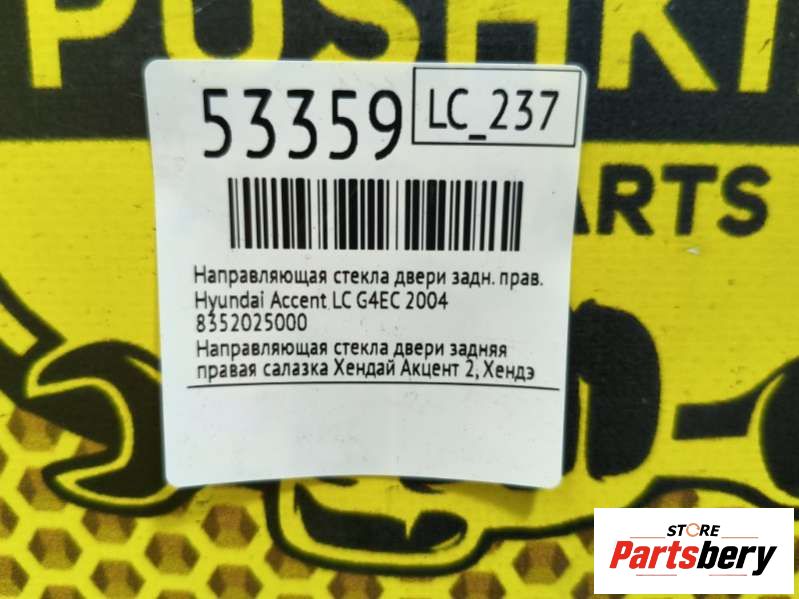 PUSHKI
53359
LC_237
ARTS
Направляющая стекла двери задн. прав.
Hyundai Accent LC G4EC 2004
8352025000
Направляющая стекла двери задняя
правая салазка Хендай Акцент 2, Хендэ
STORE
Partsbery